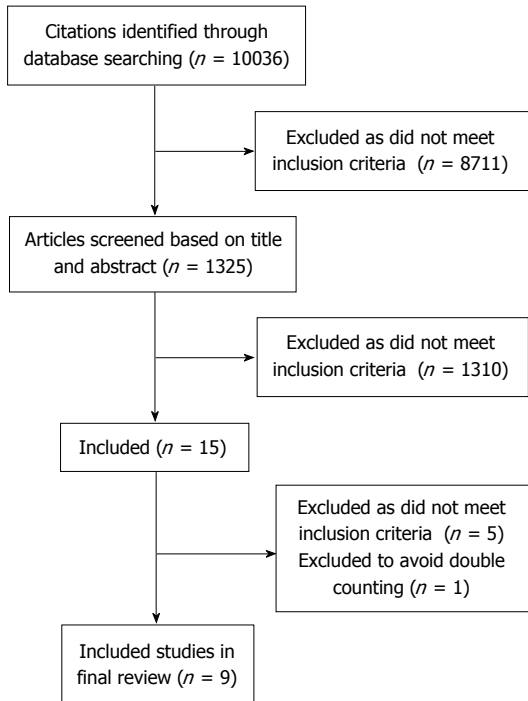 Citations identified through
database searching (n = 10036)
Excluded as did not meet
inclusion criteria (n = 8711)
Articles screened based on title
and abstract (n = 1325)
Excluded as did not meet
inclusion criteria (n = 1310)
Included (n = 15)
Excluded as did not meet
inclusion criteria (n = 5)
Excluded to avoid double
counting (n = 1)
Included studies in
final review (n = 9)